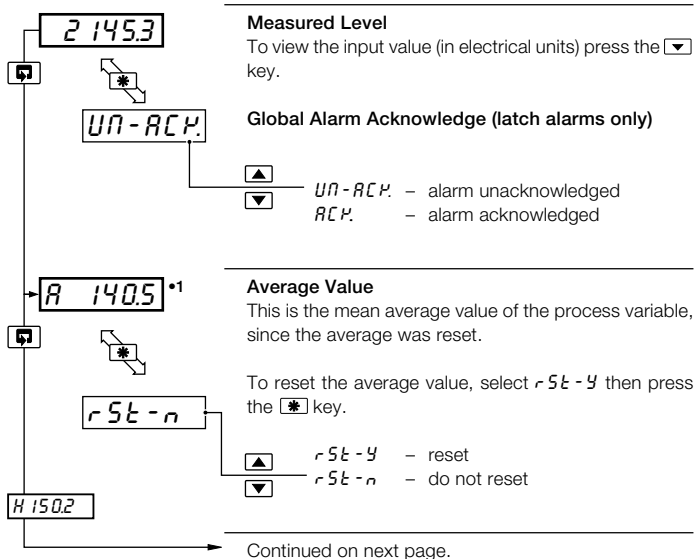 2145.3
Measured Level
To view the input value (in electrical units) press the ▼
key.
UN-ACK.
Global Alarm Acknowledge (latch alarms only)
UN-ACK. – alarm unacknowledged
ACK. – alarm acknowledged
A 140.5 •1
Average Value
This is the mean average value of the process variable,
since the average was reset.
To reset the average value, select rSt-Y then press
the ✱ key.
rSt-n
rSt-Y – reset
rSt-n – do not reset
H 150.2
Continued on next page.